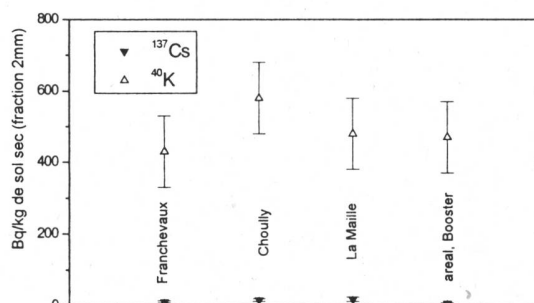 Bq/kg de sol sec (fraction 2mm)
800
600
400
200
0
137Cs
40K
Franchevaux
Choully
La Maille
areal, Booster